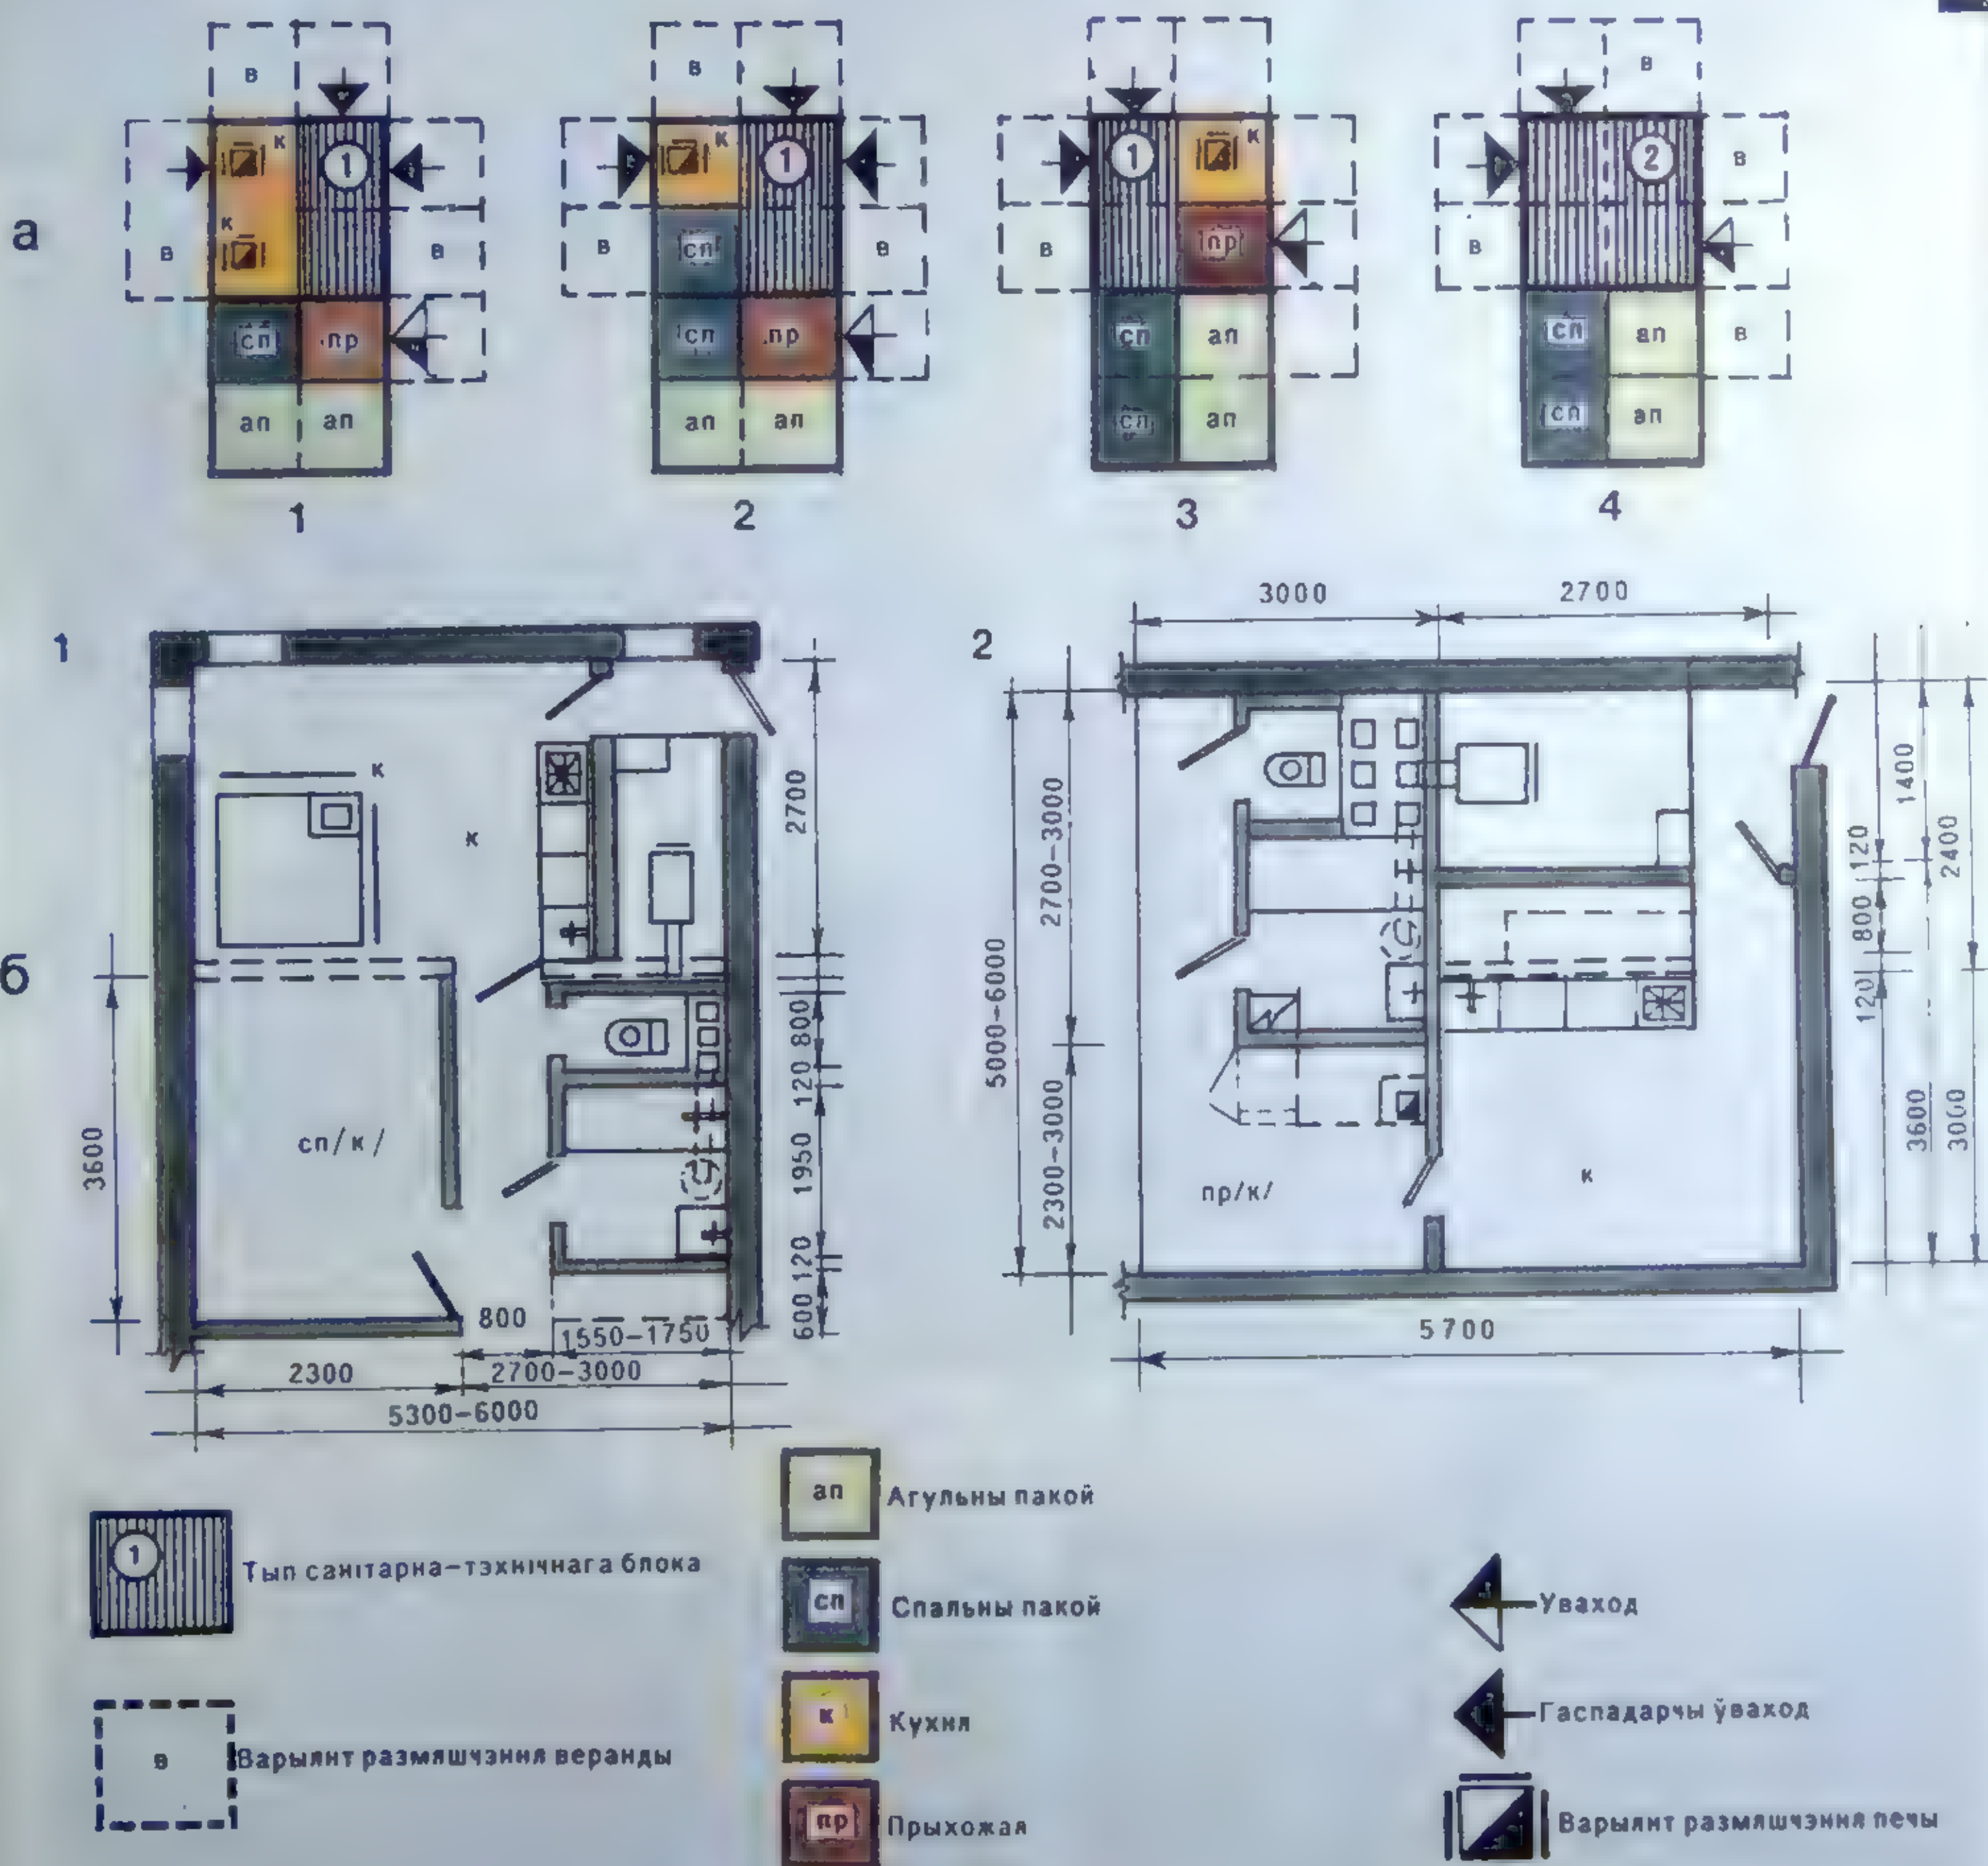 а
в
к
1
к
в
в
сп
пр
ап
ап
1
в
к
1
в
сп
в
сп
пр
ап
ап
2
1
к
в
пр
сп
ап
сп
ап
3
в
2
в
в
сп
ап
в
сп
ап
4
б
1
к
к
сп/к/
3600
2700
800
120
1950
120
600
800
1550-1750
2300
2700-3000
5300-6000
2
3000
2700
5000-6000
2700-3000
2300-3000
1400
120
2400
800
120
3600
3000
пр/к/
к
5700
1
Тып санітарна-тэхнічнага блока
в
Варыянт размяшчэння веранды
ап
Агульны пакой
сп
Спальны пакой
к
Кухня
пр
Прыхожая
Уваход
Гаспадарчы ўваход
Варыянт размяшчэння печы